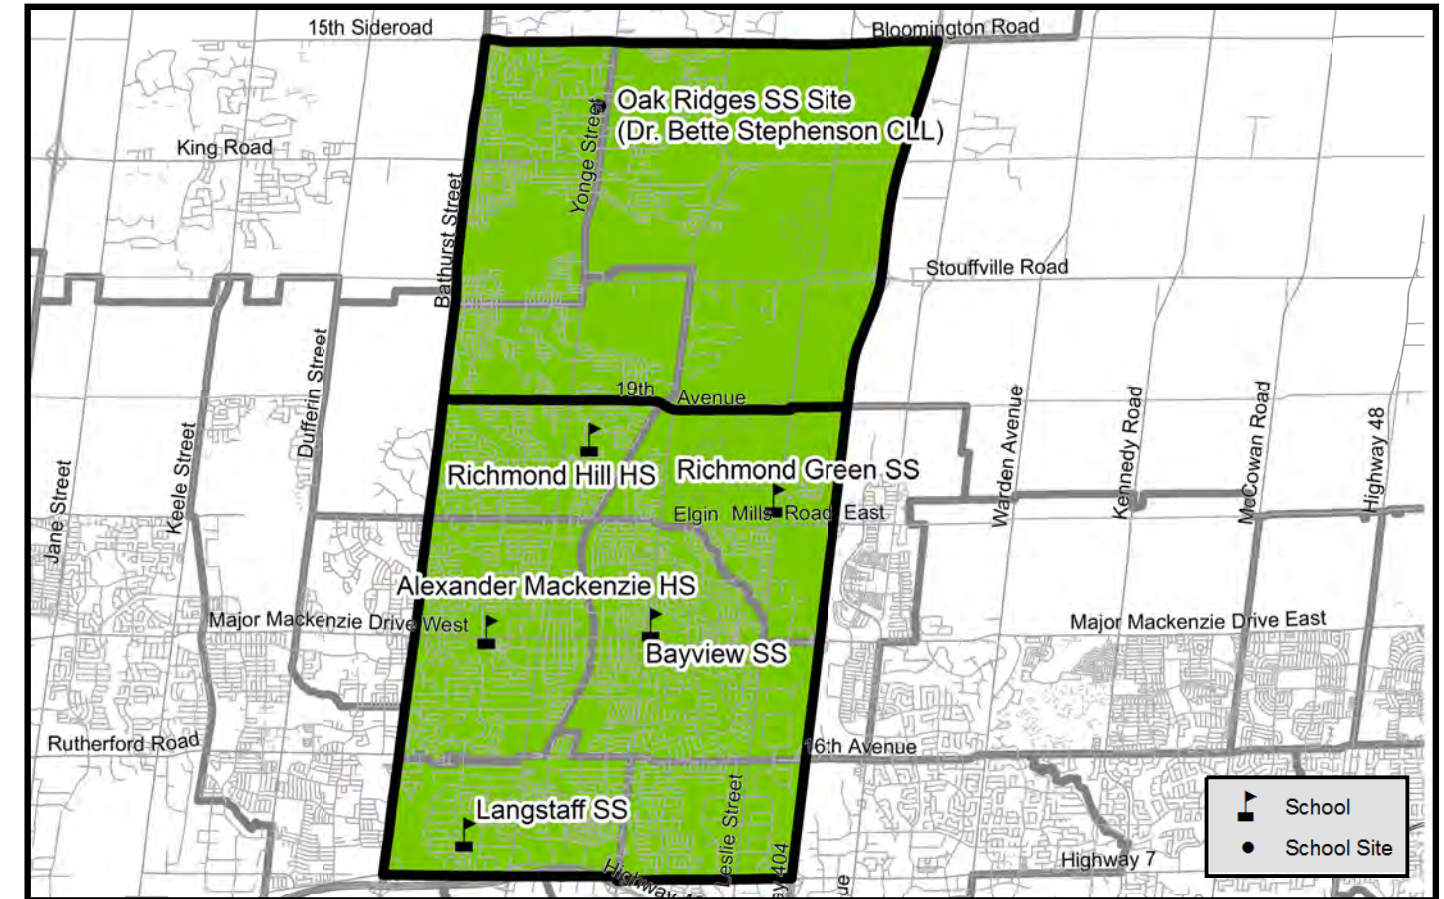 15th Sideroad
Bloomington Road
Oak Ridges SS Site
(Dr. Bette Stephenson CLL)
King Road
Yonge Street
Bathurst Street
Stouffville Road
Dufferin Street
19th Avenue
Keele Street
Jane Street
Warden Avenue
Kennedy Road
McCowan Road
Highway 48
Richmond Hill HS
Richmond Green SS
Elgin Mills Road East
Alexander Mackenzie HS
Major Mackenzie Drive West
Major Mackenzie Drive East
Bayview SS
Rutherford Road
16th Avenue
Langstaff SS
Leslie Street
School
School Site
Highway 7
Highway
404